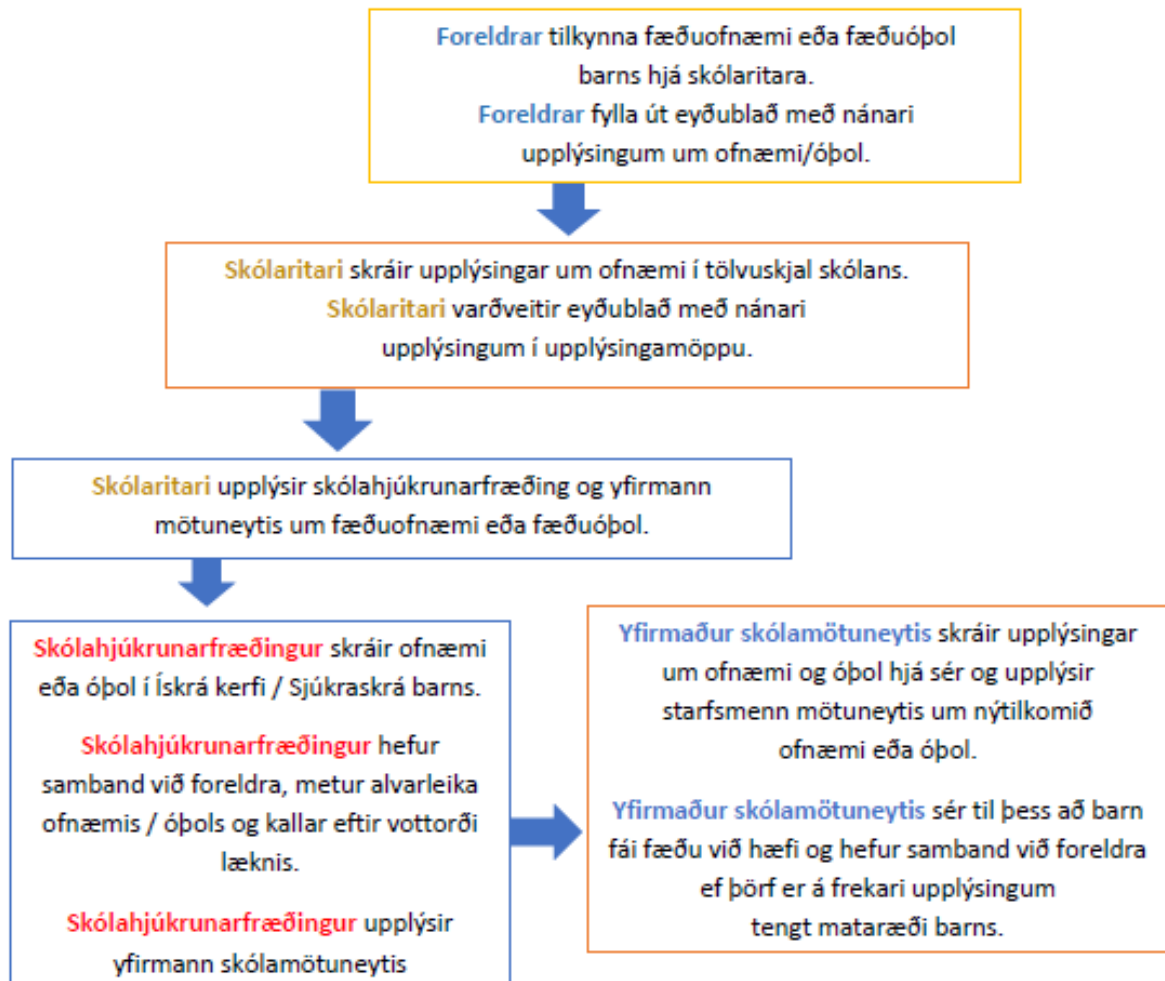 Foreldrar tilkynna fæðuofnæmi eða fæðuóþol
barns hjá skólaritara.
Foreldrar fylla út eyðublað með nánari
upplýsingum um ofnæmi/óþol.
Skólaritari skráir upplýsingar um ofnæmi í tölvuskjal skólans.
Skólaritari varðveitir eyðublað með nánari
upplýsingum í upplýsingamöppu.
Skólaritari upplýsir skólahjúkrunarfræðing og yfirmann
mötuneytis um fæðuofnæmi eða fæðuóþol.
Skólahjúkrunarfræðingur skráir ofnæmi
eða óþol í Ískrá kerfi / Sjúkraskrá barns.
Skólahjúkrunarfræðingur hefur
samband við foreldra, metur alvarleika
ofnæmis / óþols og kallar eftir vottorði
læknis.
Skólahjúkrunarfræðingur upplýsir
yfirmann skólamötuneytis
Yfirmaður skólamötuneytis skráir upplýsingar
um ofnæmi og óþol hjá sér og upplýsir
starfsmenn mötuneytis um nýtilkomið
ofnæmi eða óþol.
Yfirmaður skólamötuneytis sér til þess að barn
fái fæðu við hæfi og hefur samband við foreldra
ef þörf er á frekari upplýsingum
tengt mataræði barns.